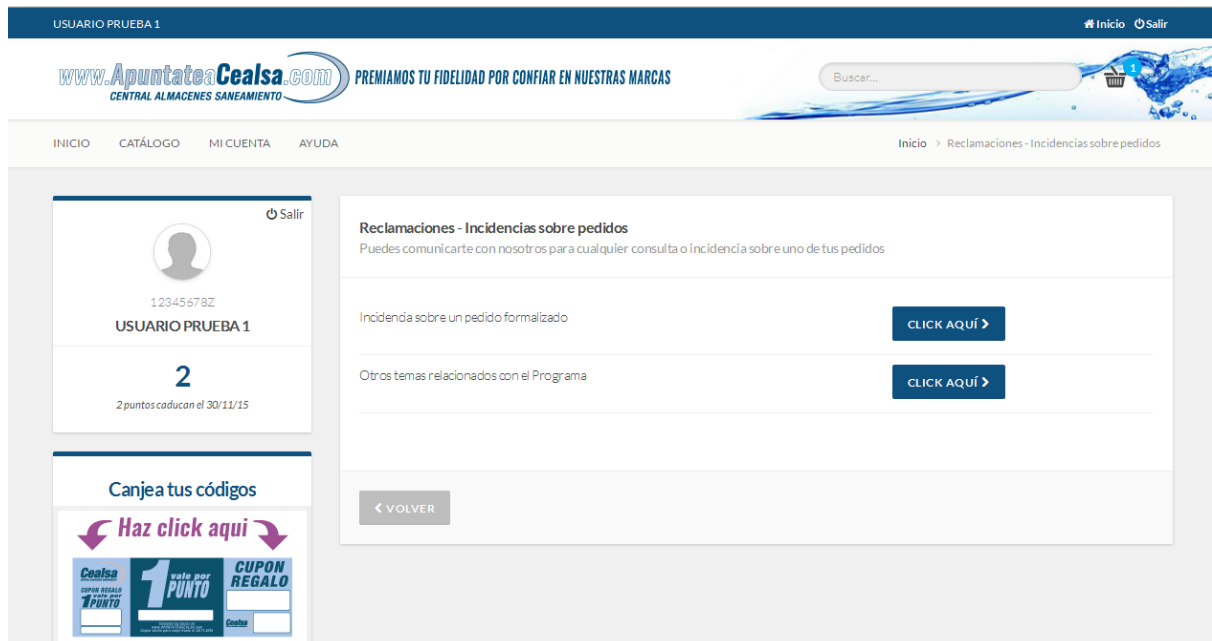 USUARIO PRUEBA 1
Inicio Salir
www.ApuntateaCealsa.com
CENTRAL ALMACENES SANEAMIENTO
PREMIAMOS TU FIDELIDAD POR CONFIAR EN NUESTRAS MARCAS
Buscar...
1
INICIO CATÁLOGO MI CUENTA AYUDA
Inicio > Reclamaciones - Incidencias sobre pedidos
Salir
12345678Z
USUARIO PRUEBA 1
2
2 puntos caducan el 30/11/15
Canjea tus códigos
Haz click aqui
Cealsa
CUPON REGALO
vale por
1 PUNTO
1 vale por
PUNTO
CUPON
REGALO
Cealsa
Reclamaciones - Incidencias sobre pedidos
Puedes comunicarte con nosotros para cualquier consulta o incidencia sobre uno de tus pedidos
Incidencia sobre un pedido formalizado
CLICK AQUÍ
Otros temas relacionados con el Programa
CLICK AQUÍ
VOLVER